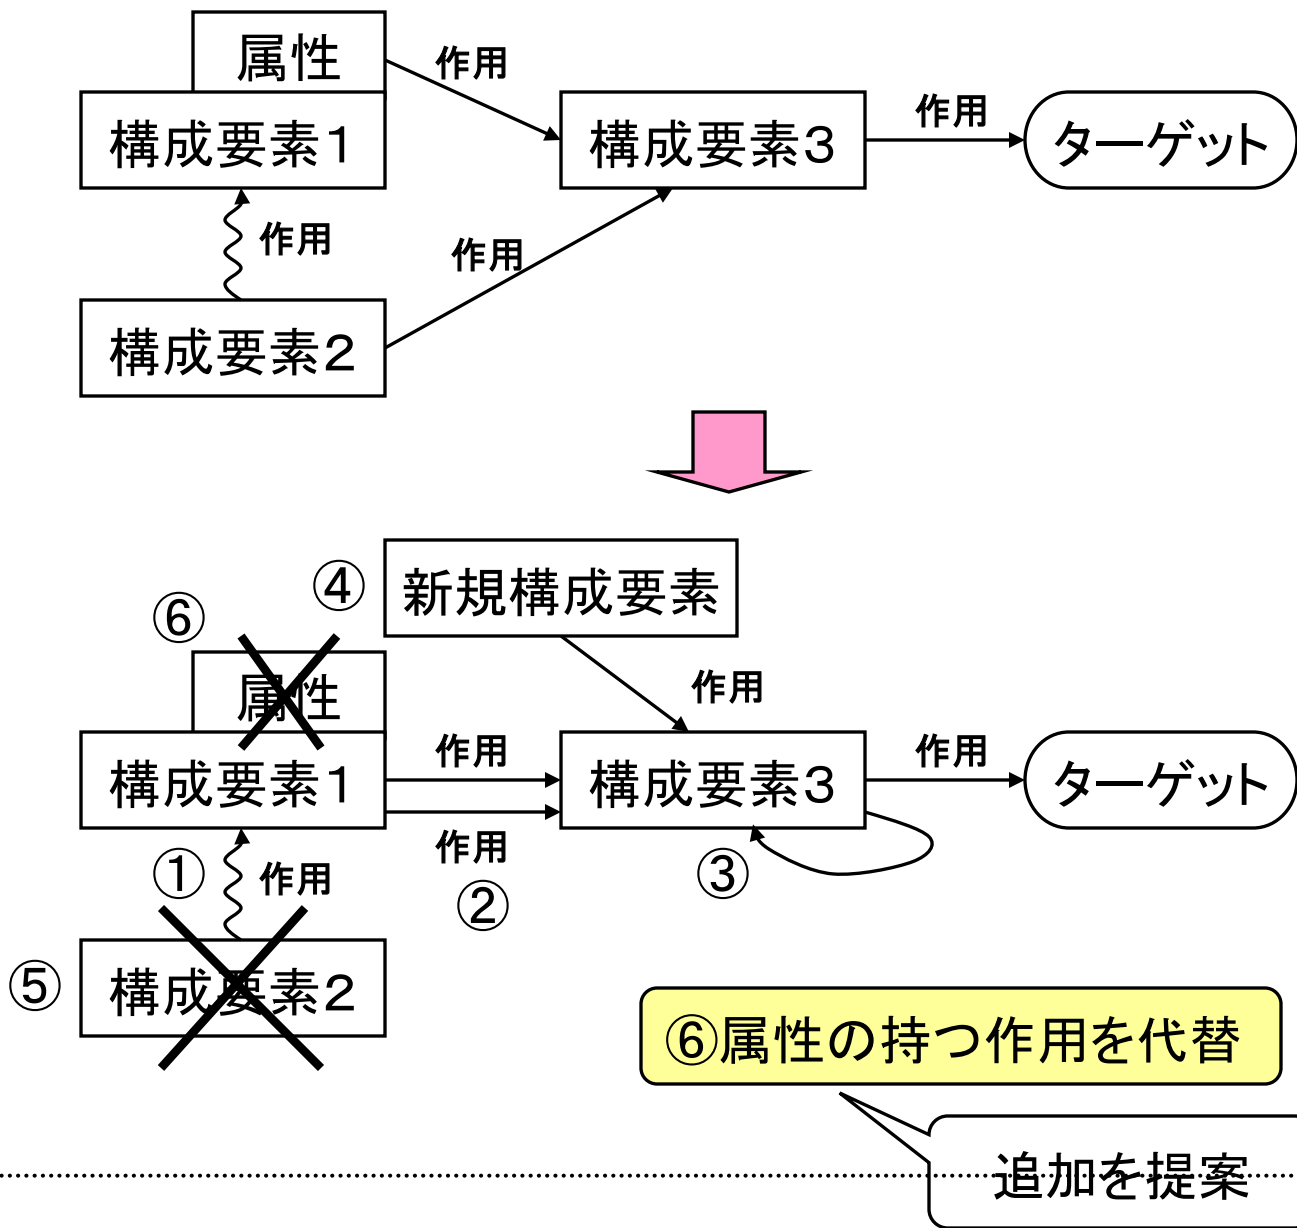 属性
作用
構成要素1
構成要素3
作用
ターゲット
作用
作用
構成要素2
④
新規構成要素
⑥
属性
作用
構成要素1
作用
構成要素3
作用
ターゲット
①
作用
作用
②
③
⑤
構成要素2
⑥属性の持つ作用を代替
追加を提案